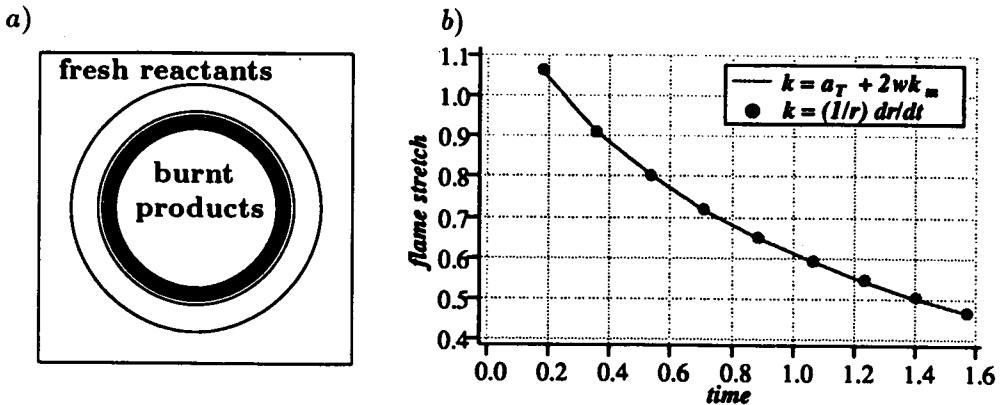 a)
fresh reactants
burnt
products
b)
flame stretch
1.1
1.0
0.9
0.8
0.7
0.6
0.5
0.4
k = a_T + 2wk_m
k = (1/r) dr/dt
0.0 0.2 0.4 0.6 0.8 1.0 1.2 1.4 1.6
time